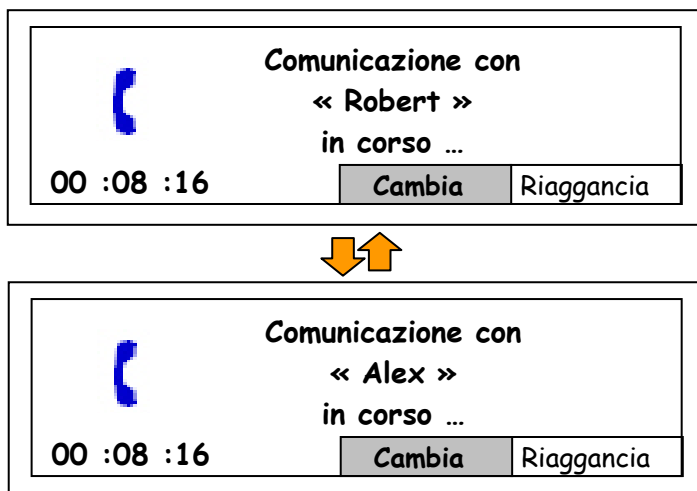 Comunicazione con
« Robert »
in corso …
00 :08 :16 Cambia Riaggancia
Comunicazione con
« Alex »
in corso …
00 :08 :16 Cambia Riaggancia